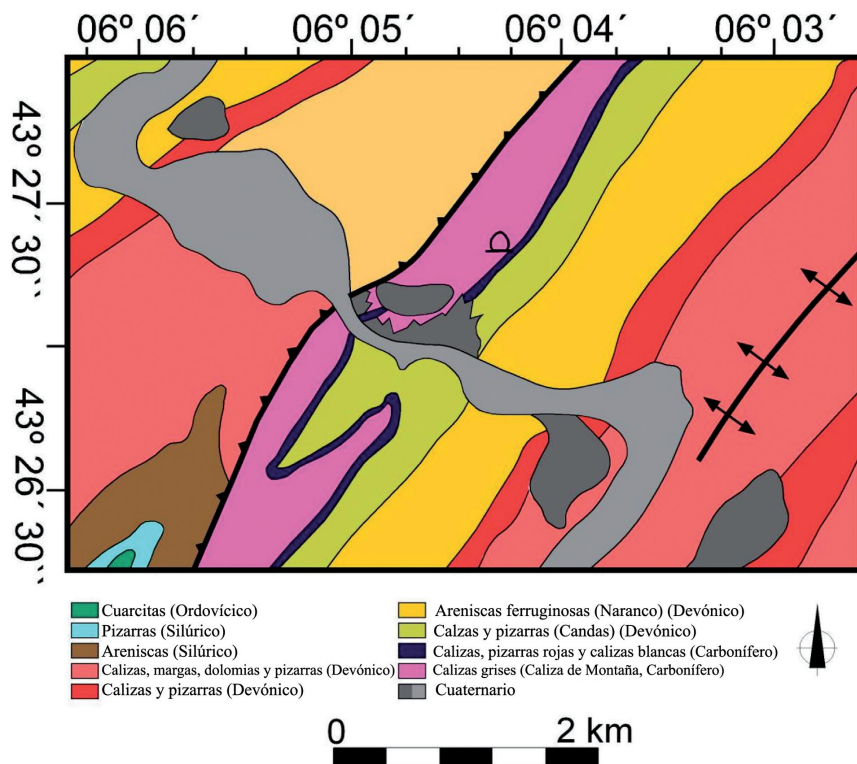 06º 06´ 06º 05´ 06º 04´ 06º 03´
43º 27´ 30´´
43º 26´ 30´´
Cuarcitas (Ordovícico)
Pizarras (Silúrico)
Areniscas (Silúrico)
Calizas, margas, dolomias y pizarras (Devónico)
Calizas y pizarras (Devónico)
Areniscas ferruginosas (Naranco) (Devónico)
Calzas y pizarras (Candas) (Devónico)
Calizas, pizarras rojas y calizas blancas (Carbonífero)
Calizas grises (Caliza de Montaña, Carbonífero)
Cuaternario
0 2 km